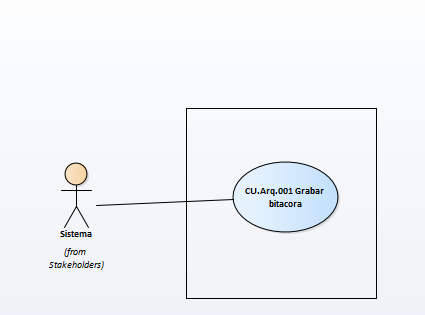 CU.Arq.001 Grabar
bitacora
Sistema
(from
Stakeholders)